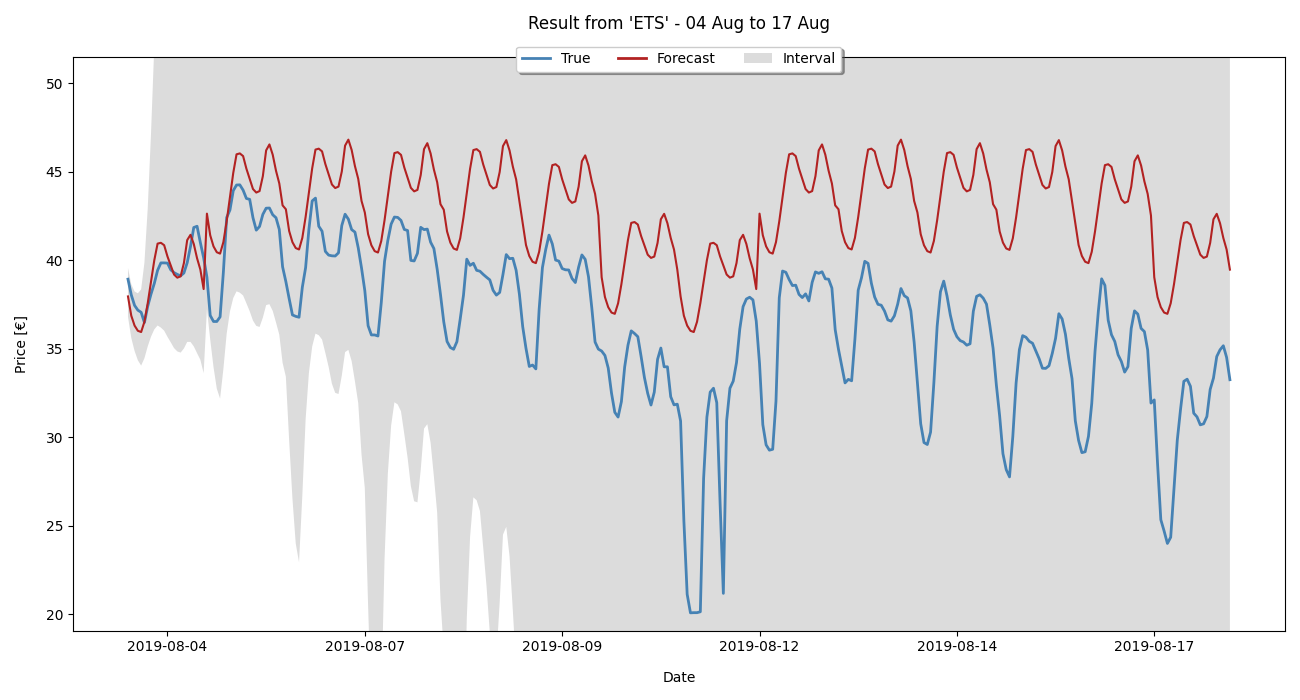 Result from 'ETS' - 04 Aug to 17 Aug
True Forecast Interval
50
45
40
35
30
25
20
Price [€]
2019-08-04 2019-08-07 2019-08-09 2019-08-12 2019-08-14 2019-08-17
Date